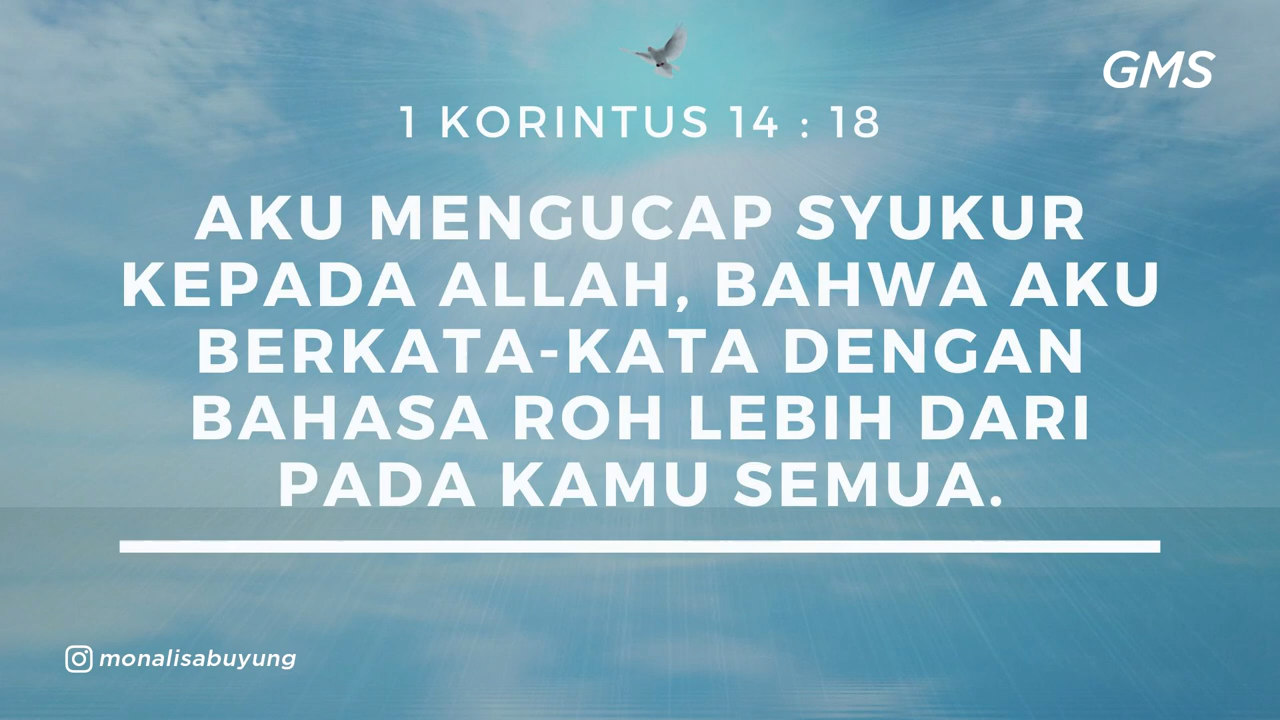 GMS
1 KORINTUS 14 : 18
AKU MENGUCAP SYUKUR
KEPADA ALLAH, BAHWA AKU
BERKATA-KATA DENGAN
BAHASA ROH LEBIH DARI
PADA KAMU SEMUA.
monalisabuyung